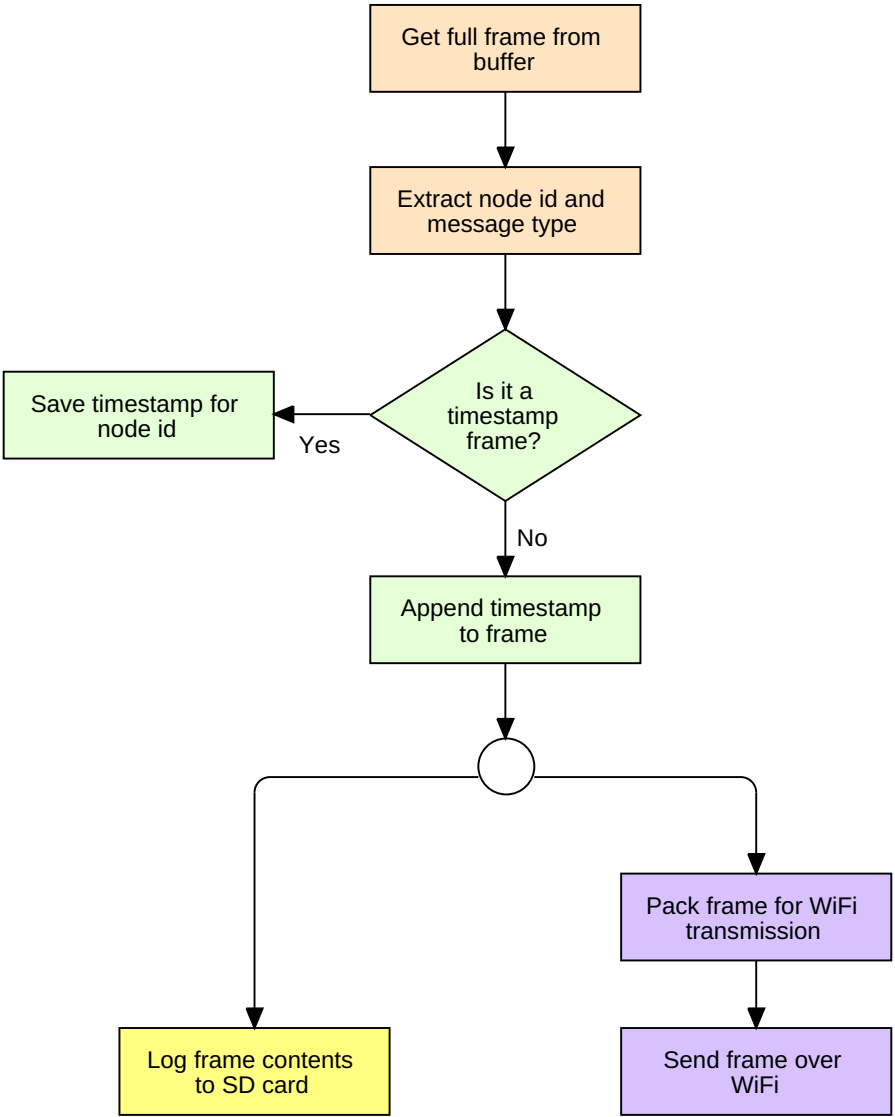 Get full frame from
buffer
Extract node id and
message type
Is it a
timestamp
frame?
Save timestamp for
node id
Yes
No
Append timestamp
to frame
Pack frame for WiFi
transmission
Log frame contents
to SD card
Send frame over
WiFi